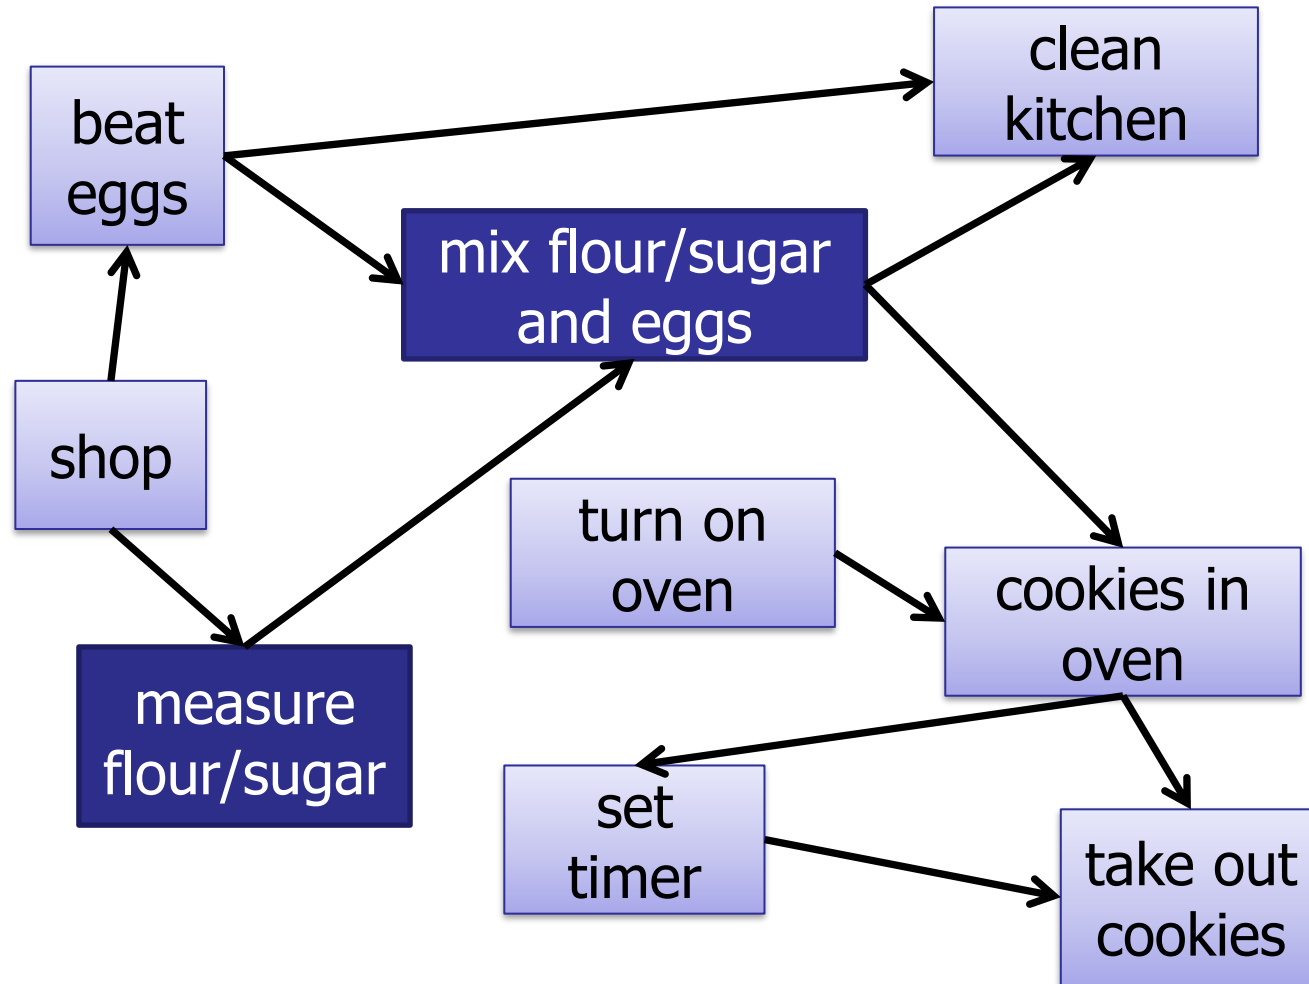 clean
kitchen
beat
eggs
mix flour/sugar
and eggs
shop
turn on
oven
cookies in
oven
measure
flour/sugar
set
timer
take out
cookies